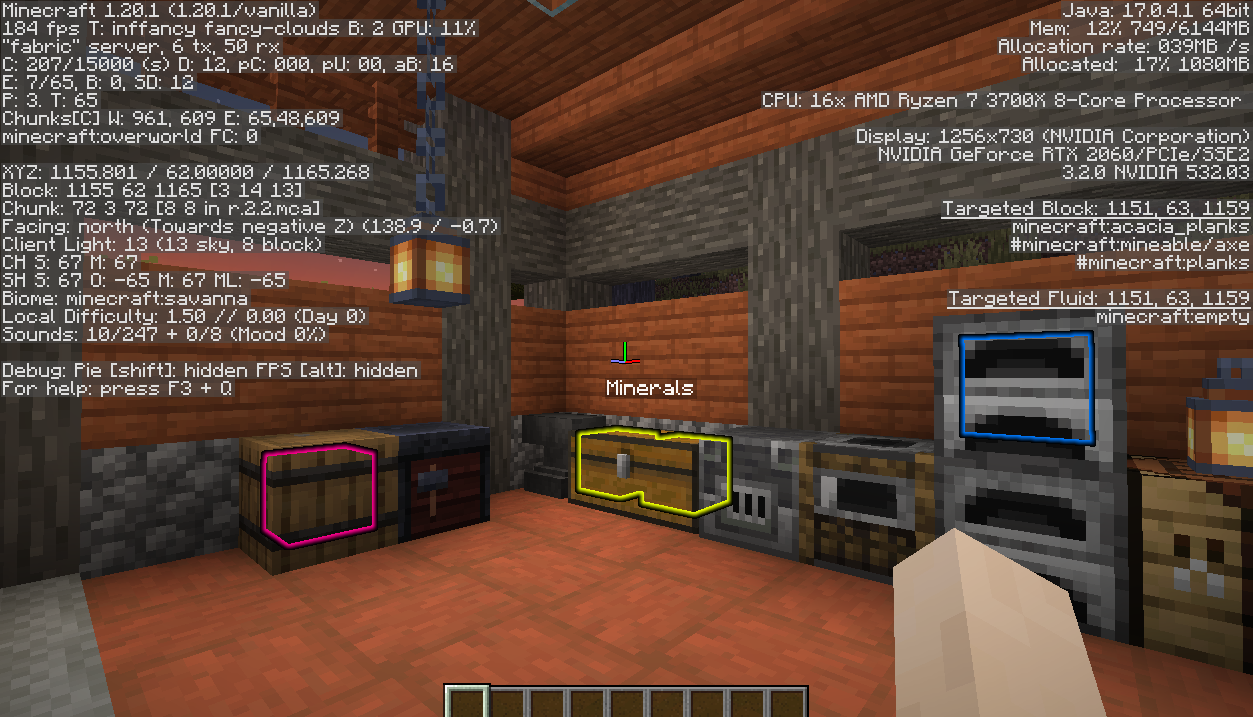 Minecraft 1.20.1 (1.20.1/vanilla)
184 fps T: inffancy fancy-clouds B: 2 GPU: 11%
"fabric" server, 6 tx, 50 rx
C: 207/15000 (s) D: 12, pC: 000, pU: 00, aB: 16
E: 7/65, B: 0, SD: 12
P: 3. T: 65
Chunks[C] W: 961, 609 E: 65,48,609
minecraft:overworld FC: 0
XYZ: 1155.801 / 62.00000 / 1165.268
Block: 1155 62 1165 [3 14 13]
Chunk: 72 3 72 [8 8 in r.2.2.mca]
Facing: north (Towards negative Z) (138.9 / -0.7)
Client Light: 13 (13 sky, 8 block)
CH S: 67 M: 67
SH S: 67 O: -65 M: 67 ML: -65
Biome: minecraft:savanna
Local Difficulty: 1.50 // 0.00 (Day 0)
Sounds: 10/247 + 0/8 (Mood 0%)
Debug: Pie [shift]: hidden FPS [alt]: hidden
For help: press F3 + Q
Java: 17.0.4.1 64bit
Mem: 12% 749/6144MB
Allocation rate: 039MB /s
Allocated: 17% 1080MB
CPU: 16x AMD Ryzen 7 3700X 8-Core Processor
Display: 1256x730 (NVIDIA Corporation)
NVIDIA GeForce RTX 2060/PCIe/SSE2
3.2.0 NVIDIA 532.03
Targeted Block: 1151, 63, 1159
minecraft:acacia_planks
#minecraft:mineable/axe
#minecraft:planks
Targeted Fluid: 1151, 63, 1159
minecraft:empty
Minerals